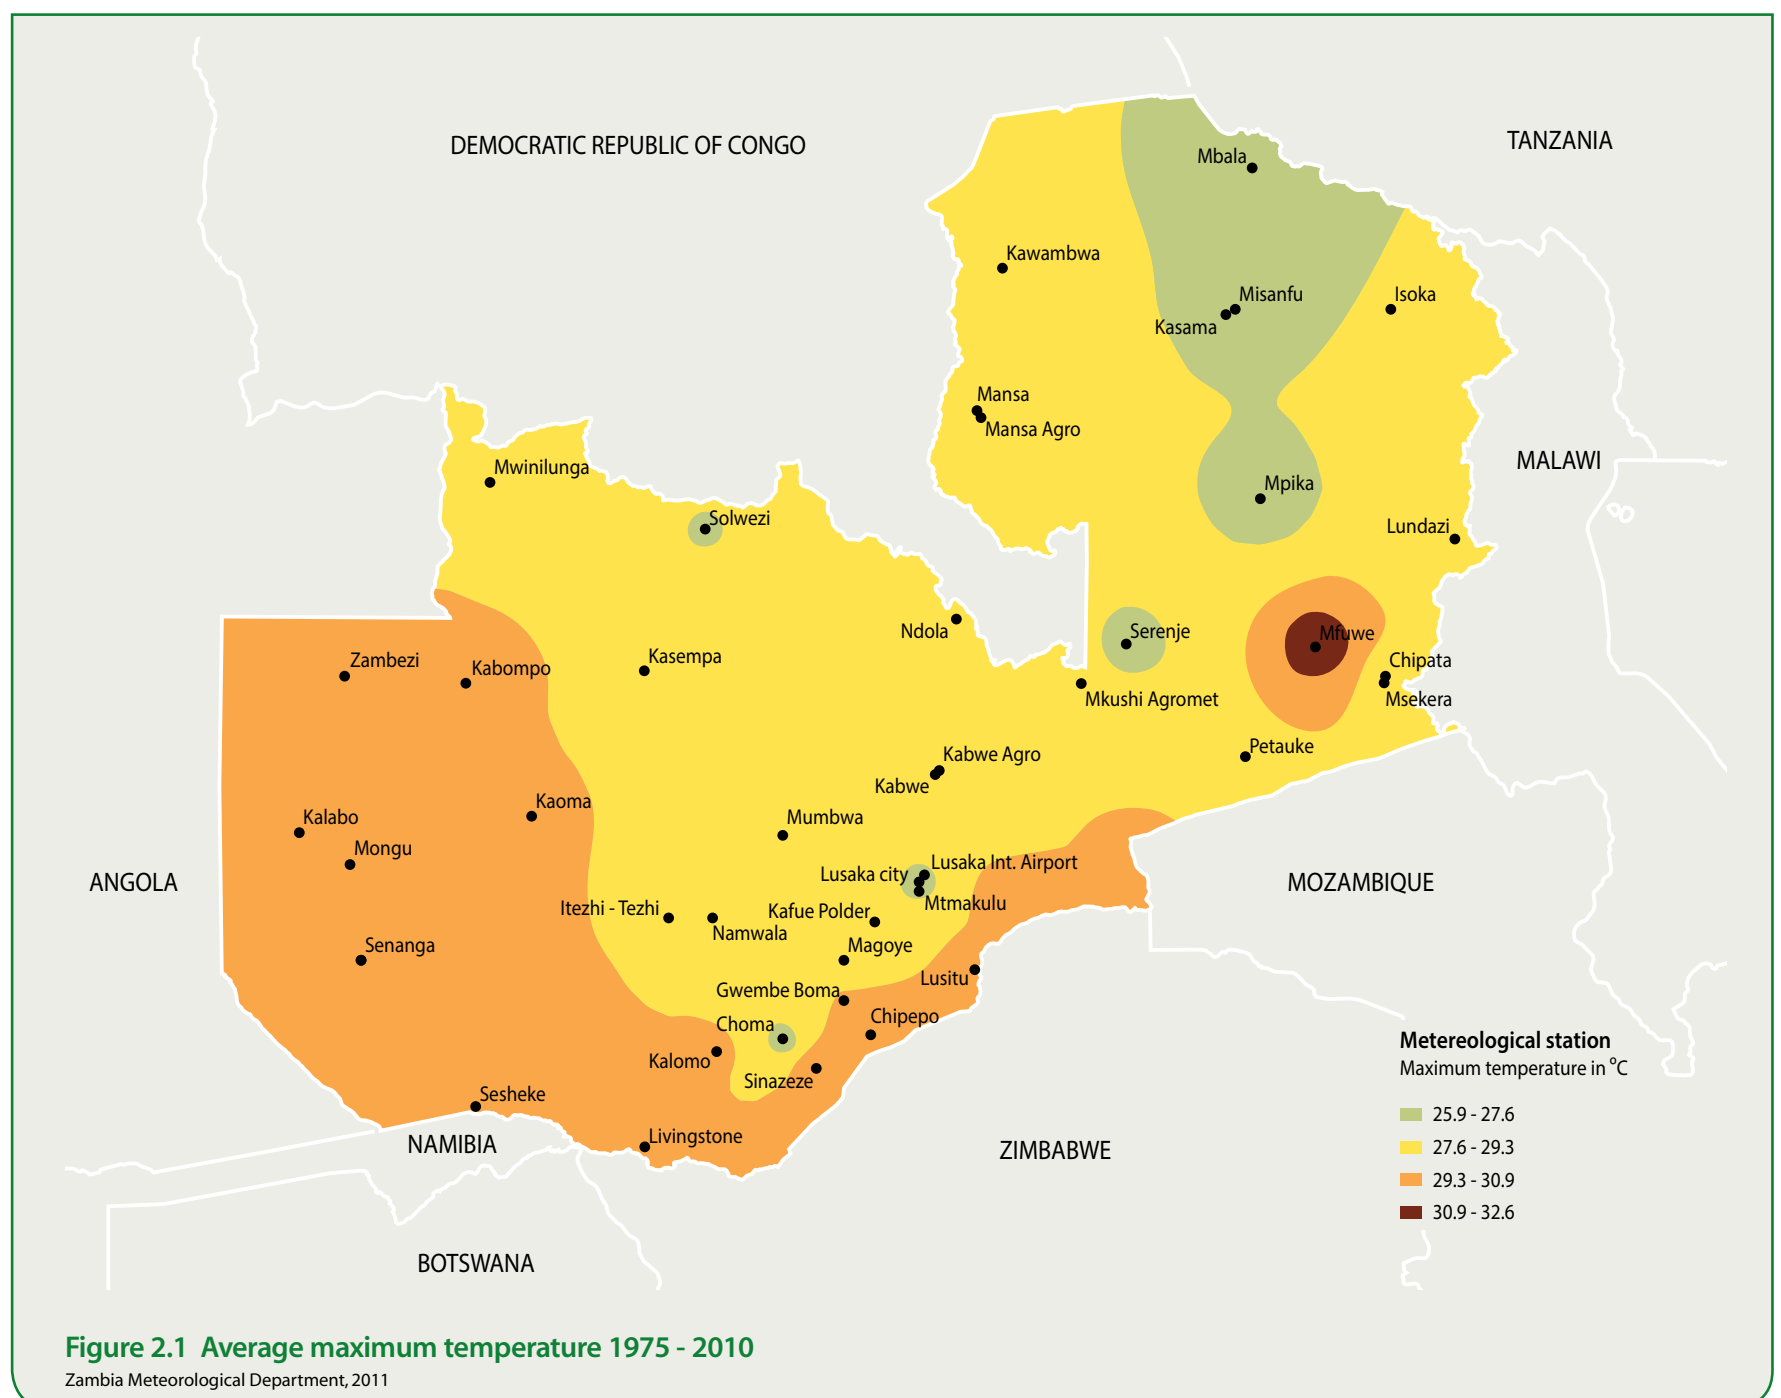 DEMOCRATIC REPUBLIC OF CONGO
TANZANIA
Mbala
Kawambwa
Misanfu
Isoka
Kasama
Mansa
Mansa Agro
MALAWI
Mwinilunga
Mpika
Solwezi
Lundazi
Ndola
Serenje
Mfuwe
Zambezi
Kabompo
Kasempa
Chipata
Mkushi Agromet
Msekera
Petauke
Kabwe Agro
Kabwe
Kaoma
Kalabo
Mumbwa
Mongu
Lusaka Int. Airport
Lusaka city
ANGOLA
MOZAMBIQUE
Itezhi - Tezhi
Kafue Polder
Mtmakulu
Namwala
Senanga
Magoye
Lusitu
Gwembe Boma
Chipepo
Choma
Kalomo
Sinazeze
Sesheke
Livingstone
NAMIBIA
ZIMBABWE
BOTSWANA
Metereological station
Maximum temperature in °C
25.9 - 27.6
27.6 - 29.3
29.3 - 30.9
30.9 - 32.6
Figure 2.1 Average maximum temperature 1975 - 2010
Zambia Meteorological Department, 2011